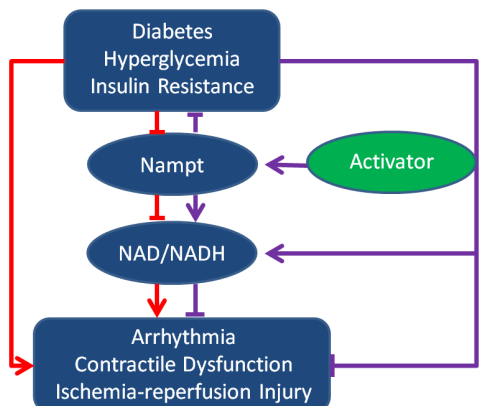 Diabetes
Hyperglycemia
Insulin Resistance
Nampt
Activator
NAD/NADH
Arrhythmia
Contractile Dysfunction
Ischemia-reperfusion Injury